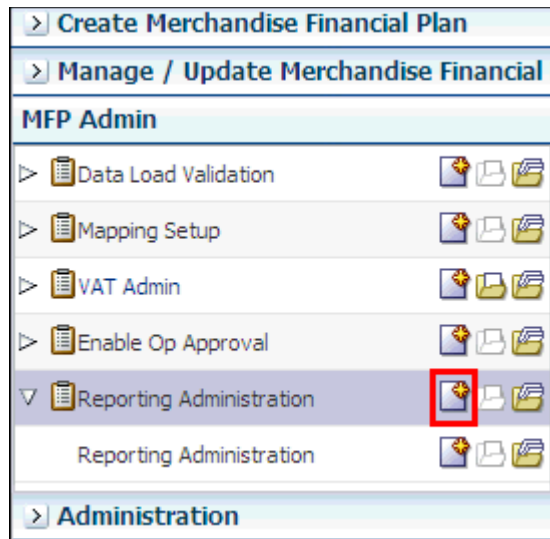 Create Merchandise Financial Plan
Manage / Update Merchandise Financial
MFP Admin
Data Load Validation
Mapping Setup
VAT Admin
Enable Op Approval
Reporting Administration
Reporting Administration
Administration